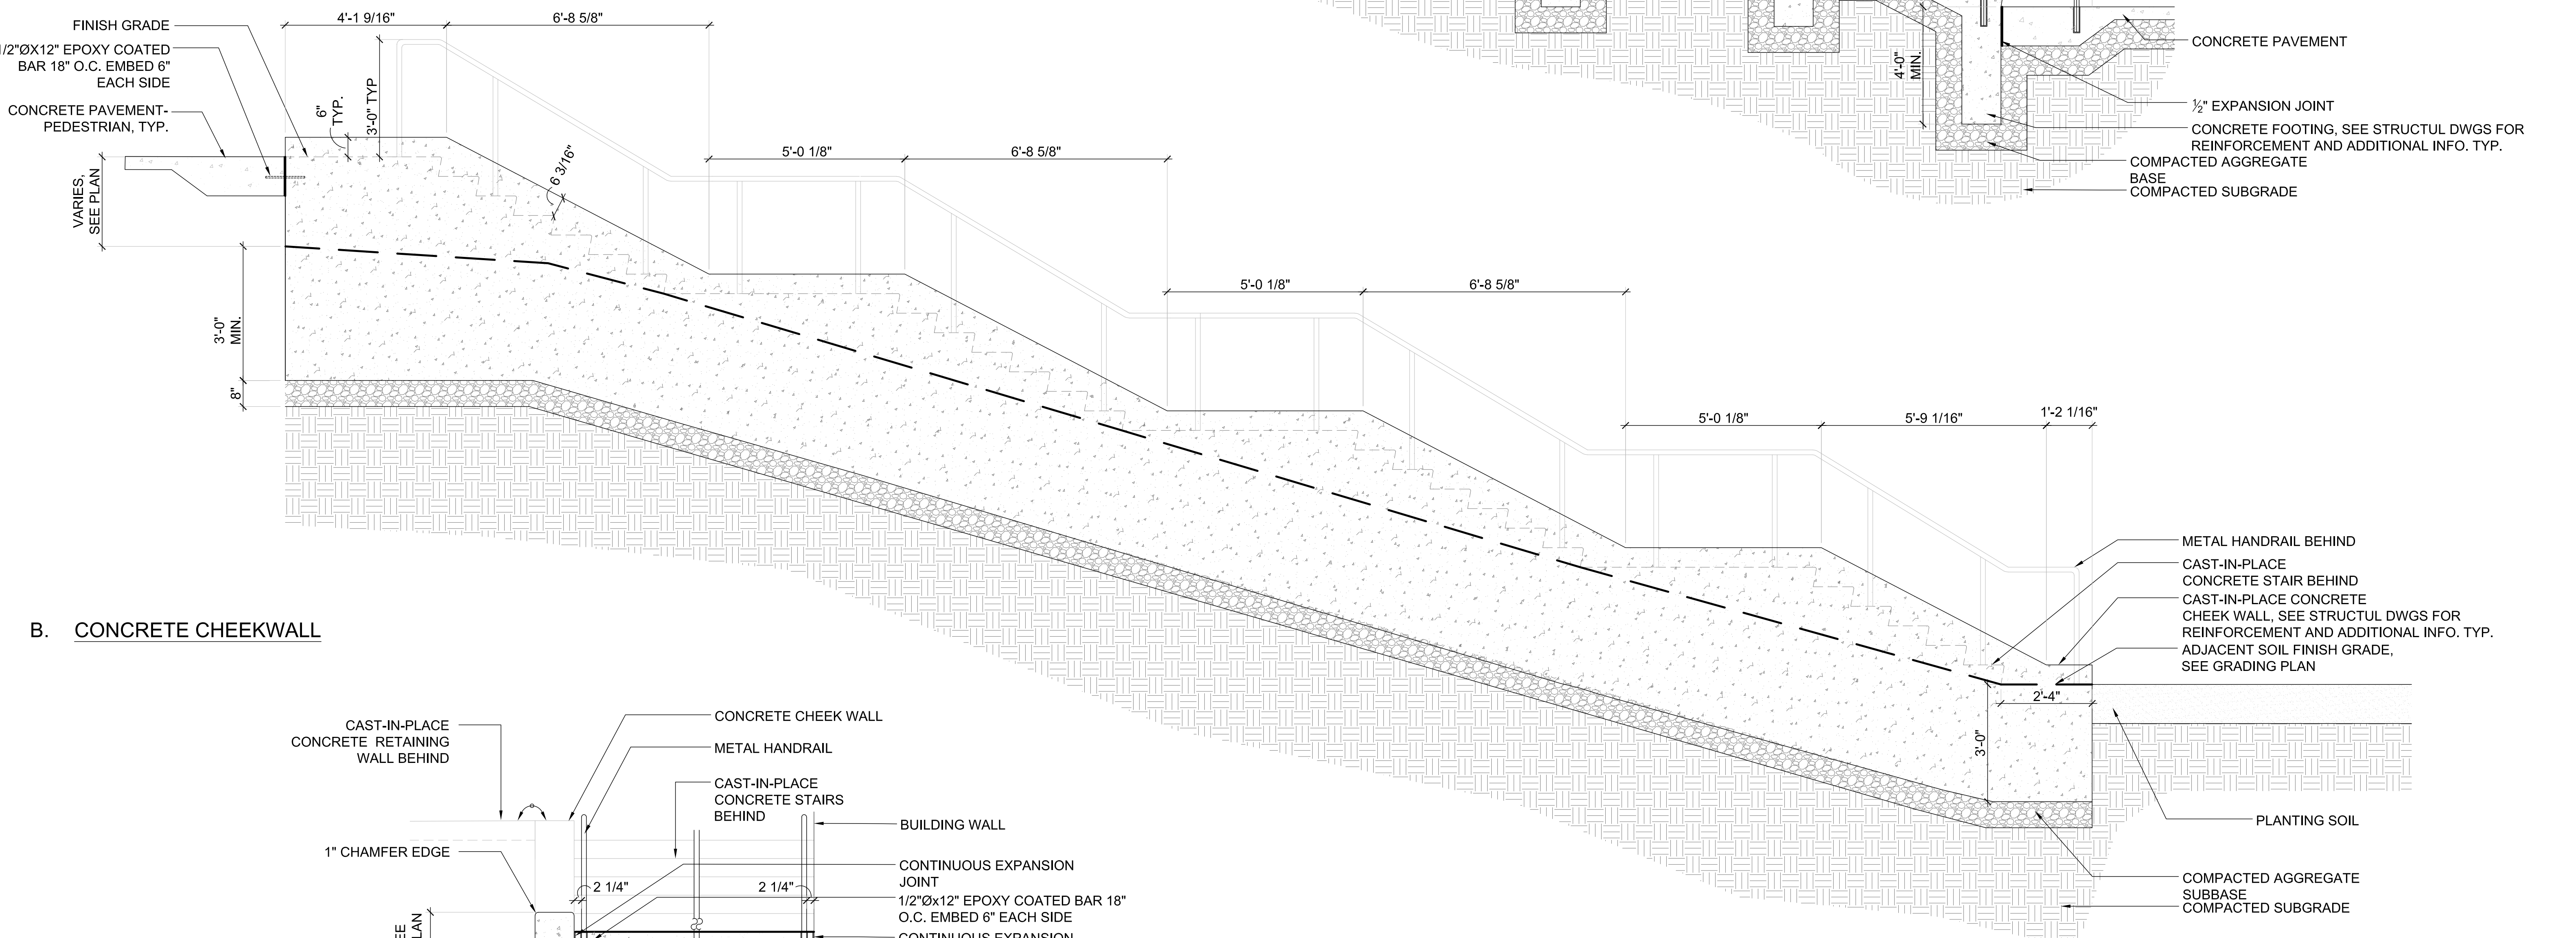 4'-1 9/16"
6'-8 5/8"
FINISH GRADE
1/2"ØX12" EPOXY COATED
BAR 18" O.C. EMBED 6"
EACH SIDE
CONCRETE PAVEMENT-
PEDESTRIAN, TYP.
6"
TYP.
3'-0" TYP
VARIES,
SEE PLAN
6 3/16"
3'-0"
MIN.
8"
5'-0 1/8"
6'-8 5/8"
5'-0 1/8"
6'-8 5/8"
5'-0 1/8"
5'-9 1/16"
1'-2 1/16"
4'-0"
MIN.
CONCRETE PAVEMENT
½" EXPANSION JOINT
CONCRETE FOOTING, SEE STRUCTUL DWGS FOR
REINFORCEMENT AND ADDITIONAL INFO. TYP.
COMPACTED AGGREGATE
BASE
COMPACTED SUBGRADE
METAL HANDRAIL BEHIND
CAST-IN-PLACE
CONCRETE STAIR BEHIND
CAST-IN-PLACE CONCRETE
CHEEK WALL, SEE STRUCTUL DWGS FOR
REINFORCEMENT AND ADDITIONAL INFO. TYP.
ADJACENT SOIL FINISH GRADE,
SEE GRADING PLAN
2'-4"
3'-0"
PLANTING SOIL
COMPACTED AGGREGATE
SUBBASE
COMPACTED SUBGRADE
B. CONCRETE CHEEKWALL
CAST-IN-PLACE
CONCRETE RETAINING
WALL BEHIND
1" CHAMFER EDGE
CONCRETE CHEEK WALL
METAL HANDRAIL
CAST-IN-PLACE
CONCRETE STAIRS
BEHIND
BUILDING WALL
CONTINUOUS EXPANSION
JOINT
2 1/4"
2 1/4"
1/2"Øx12" EPOXY COATED BAR 18"
O.C. EMBED 6" EACH SIDE
CONTINUOUS EXPANSION